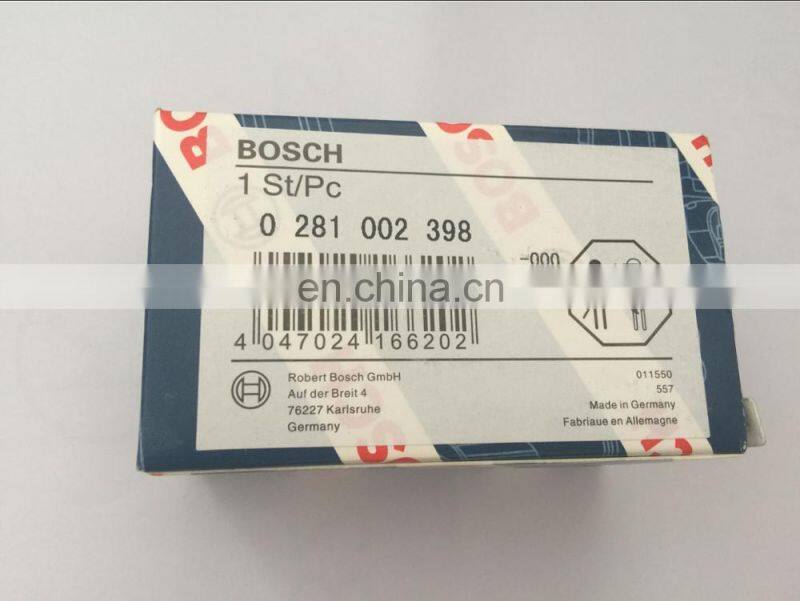 BOSCH
1 St/Pc
0 281 002 398
-000
en.china.cn
4 047024 166202
Robert Bosch GmbH
Auf der Breit 4
76227 Karlsruhe
Germany
011550
557
Made in Germany
Fabriaue en Allemagne